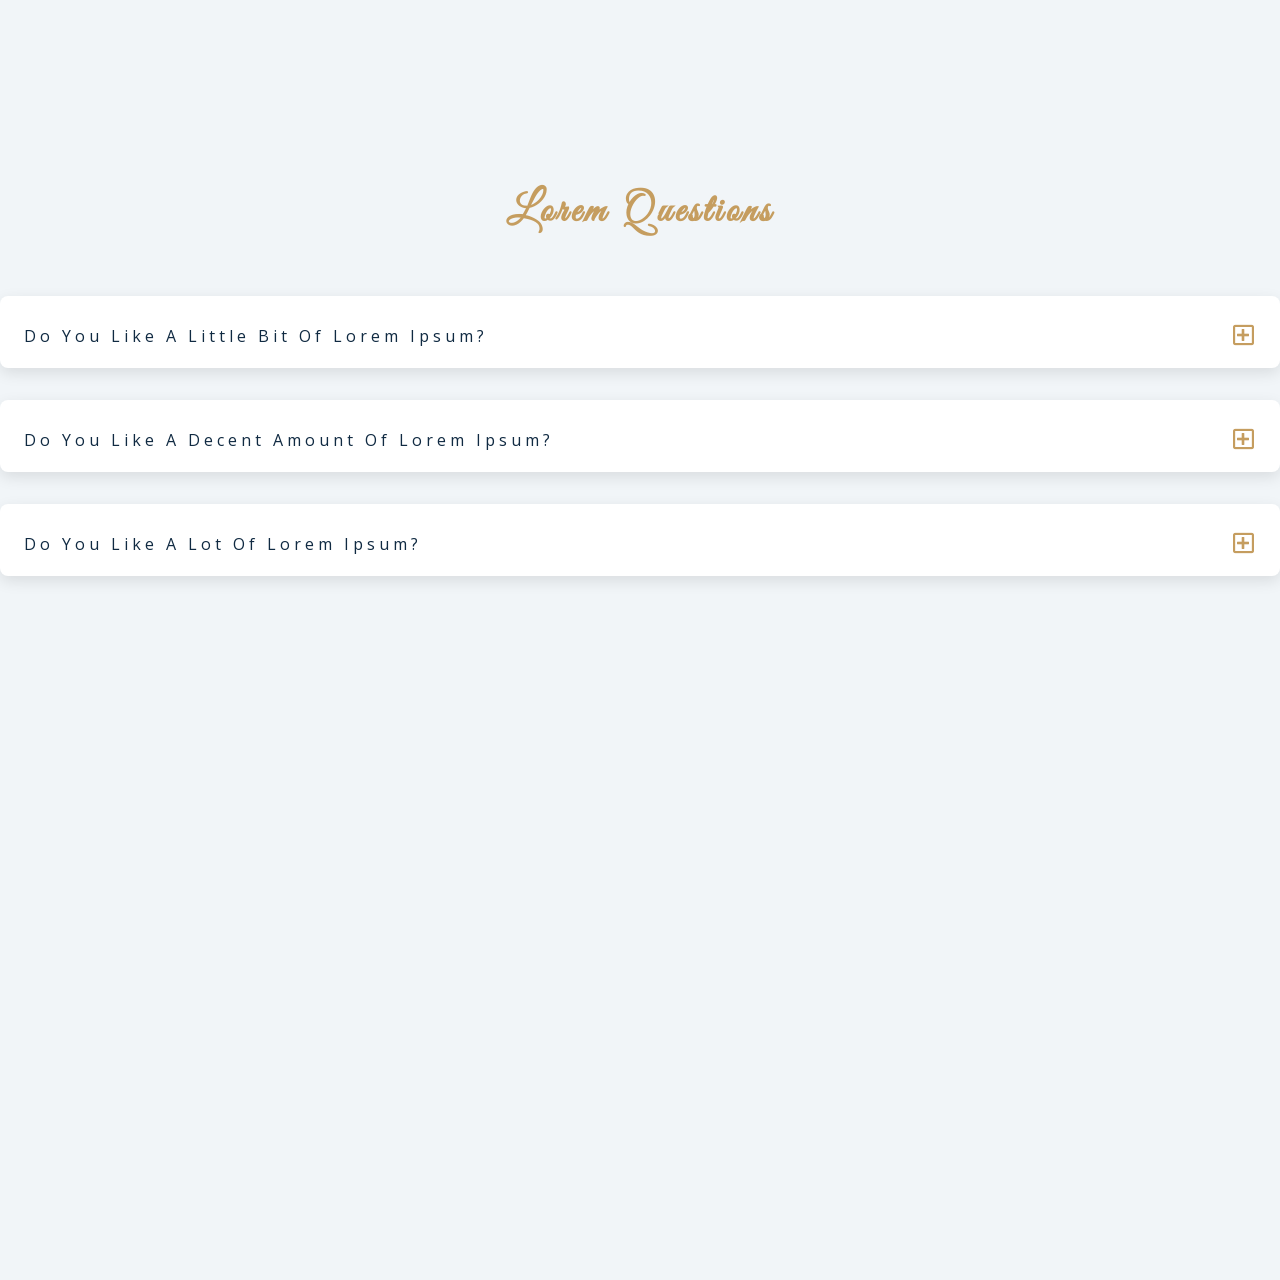 Lorem Questions
Do You Like A Little Bit Of Lorem Ipsum?
Do You Like A Decent Amount Of Lorem Ipsum?
Do You Like A Lot Of Lorem Ipsum?